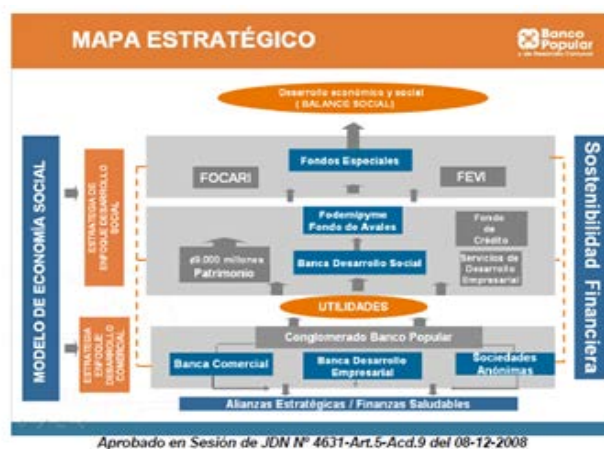 MAPA ESTRATÉGICO
Banco
Popular
y de Desarrollo Comunal
Desarrollo económico y social
( BALANCE SOCIAL)
Fondos Especiales
FOCARI
FEVI
Fodemipyme
Fondo de Avales
Fondo
de
Crédito
¢9.000 millones
Patrimonio
Banca Desarrollo Social
Servicios de
Desarrollo
Empresarial
UTILIDADES
Conglomerado Banco Popular
Banca Comercial
Banca Desarrollo
Empresarial
Sociedades
Anónimas
Alianzas Estratégicas / Finanzas Saludables
MODELO DE ECONOMÍA SOCIAL
ESTRATEGIA DE
ENFOQUE DESARROLLO
SOCIAL
ESTRATEGIA
ENFOQUE
DESARROLLO
COMERCIAL
Sostenibilidad Financiera
Aprobado en Sesión de JDN Nº 4631-Art.5-Acd.9 del 08-12-2008